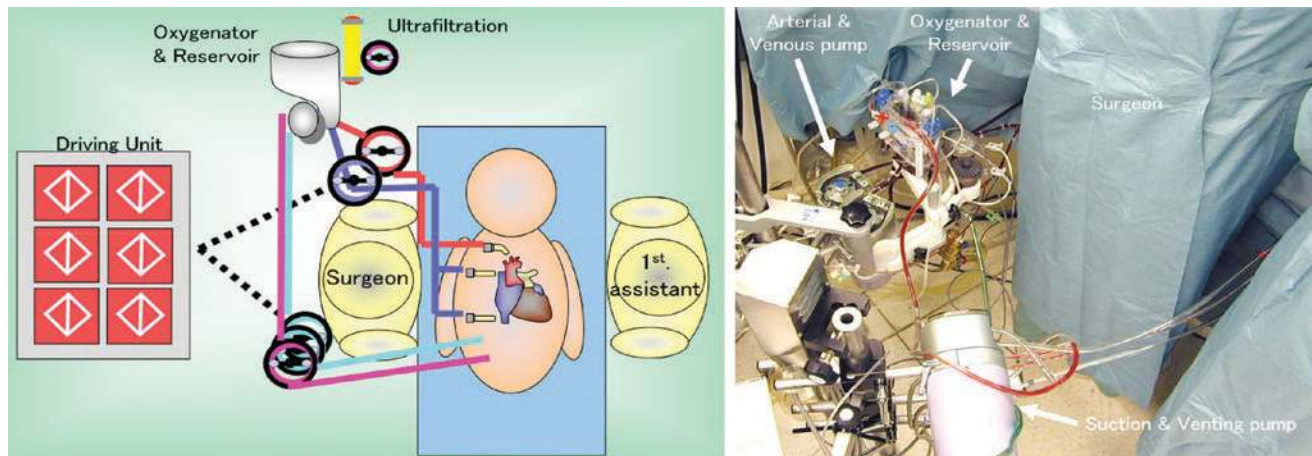 Oxygenator
& Reservoir
Ultrafiltration
Driving Unit
Surgeon
1st.
assistant
Arterial &
Venous pump
Oxygenator &
Reservoir
Surgeon
Suction & Venting pump